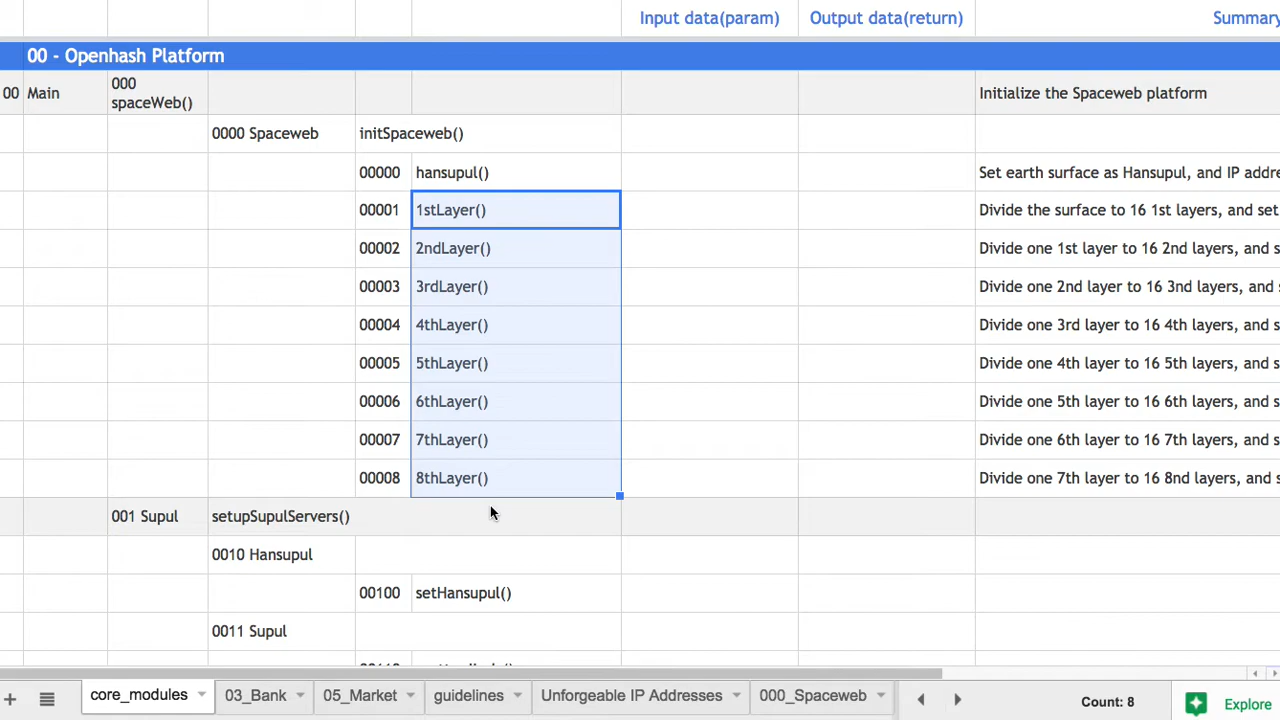 Input data(param) Output data(return) Summary
00 - Openhash Platform
00 Main 000 spaceWeb() Initialize the Spaceweb platform
0000 Spaceweb initSpaceweb()
00000 hansupul() Set earth surface as Hansupul, and IP addre
00001 1stLayer() Divide the surface to 16 1st layers, and set
00002 2ndLayer() Divide one 1st layer to 16 2nd layers, and s
00003 3rdLayer() Divide one 2nd layer to 16 3nd layers, and s
00004 4thLayer() Divide one 3rd layer to 16 4th layers, and s
00005 5thLayer() Divide one 4th layer to 16 5th layers, and s
00006 6thLayer() Divide one 5th layer to 16 6th layers, and s
00007 7thLayer() Divide one 6th layer to 16 7th layers, and s
00008 8thLayer() Divide one 7th layer to 16 8nd layers, and s
001 Supul setupSupulServers()
0010 Hansupul
00100 setHansupul()
0011 Supul
core_modules 03_Bank 05_Market guidelines Unforgeable IP Addresses 000_Spaceweb Count: 8 Explore